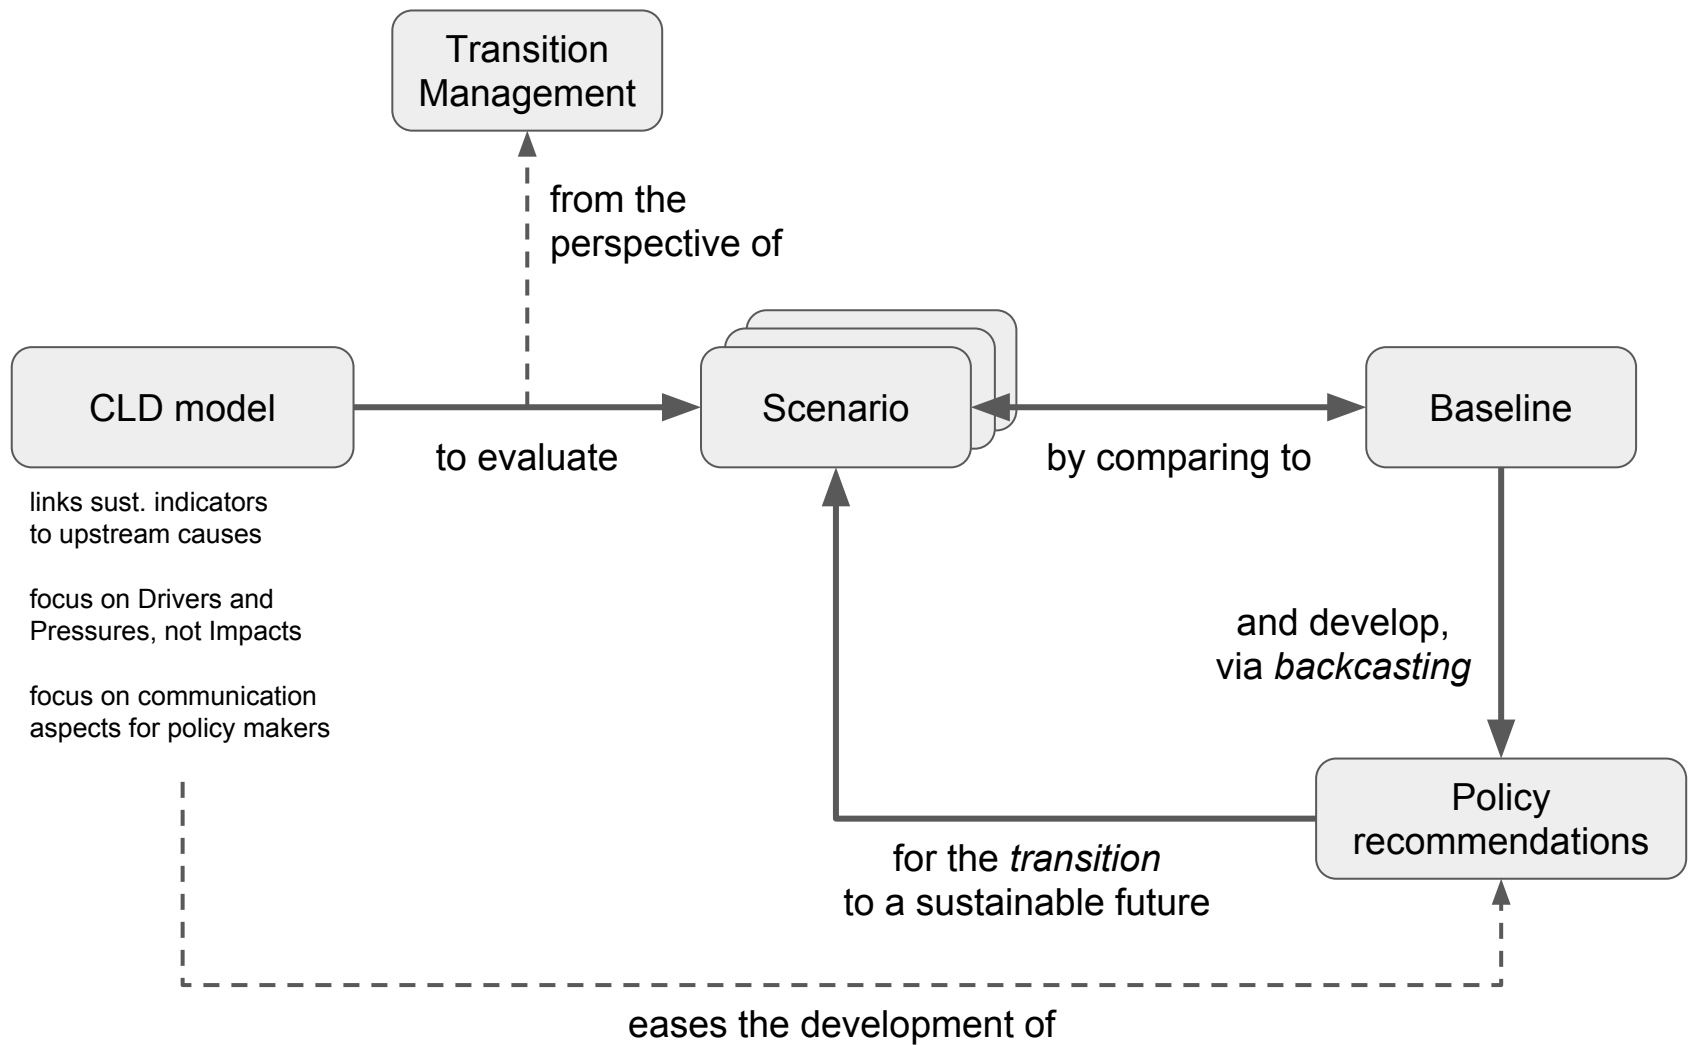 Transition
Management
from the
perspective of
CLD model
to evaluate
Scenario
by comparing to
Baseline
links sust. indicators
to upstream causes
focus on Drivers and
Pressures, not Impacts
focus on communication
aspects for policy makers
and develop,
via backcasting
Policy
recommendations
for the transition
to a sustainable future
eases the development of